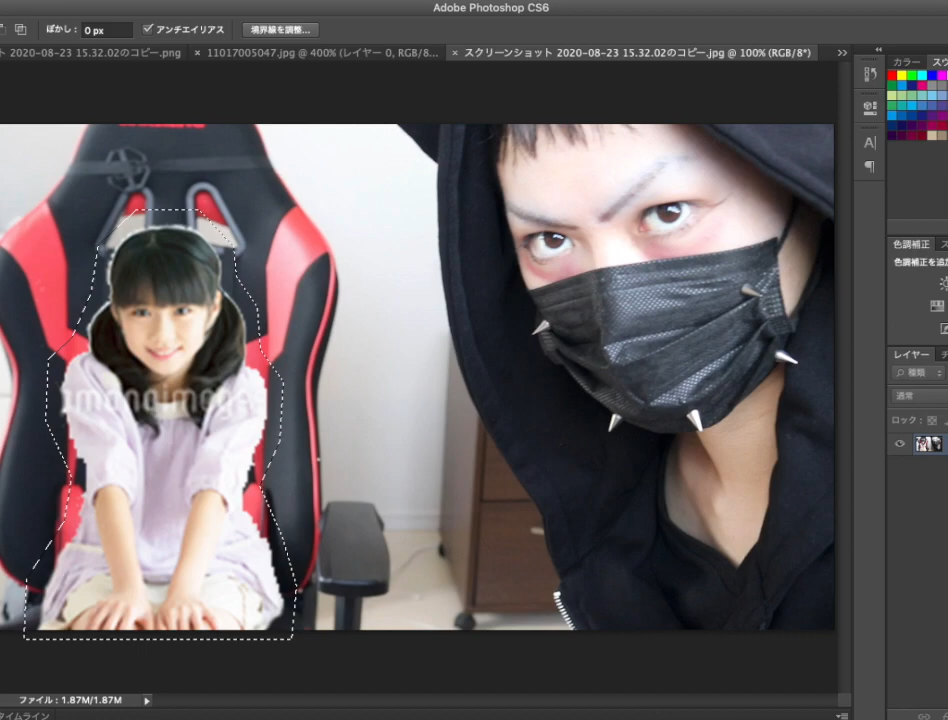 Adobe Photoshop CS6
ぼかし： 0 px アンチエイリアス 境界線を調整...
ト 2020-08-23 15.32.02のコピー.png × 11017005047.jpg @ 400% (レイヤー 0, RGB/8... × スクリーンショット 2020-08-23 15.32.02のコピー.jpg @ 100% (RGB/8*)
カラー スウ
A
色調補正 ス
色調補正を追加
レイヤー チ
種類
通常
ロック：
ファイル : 1.87M/1.87M
タイムライン